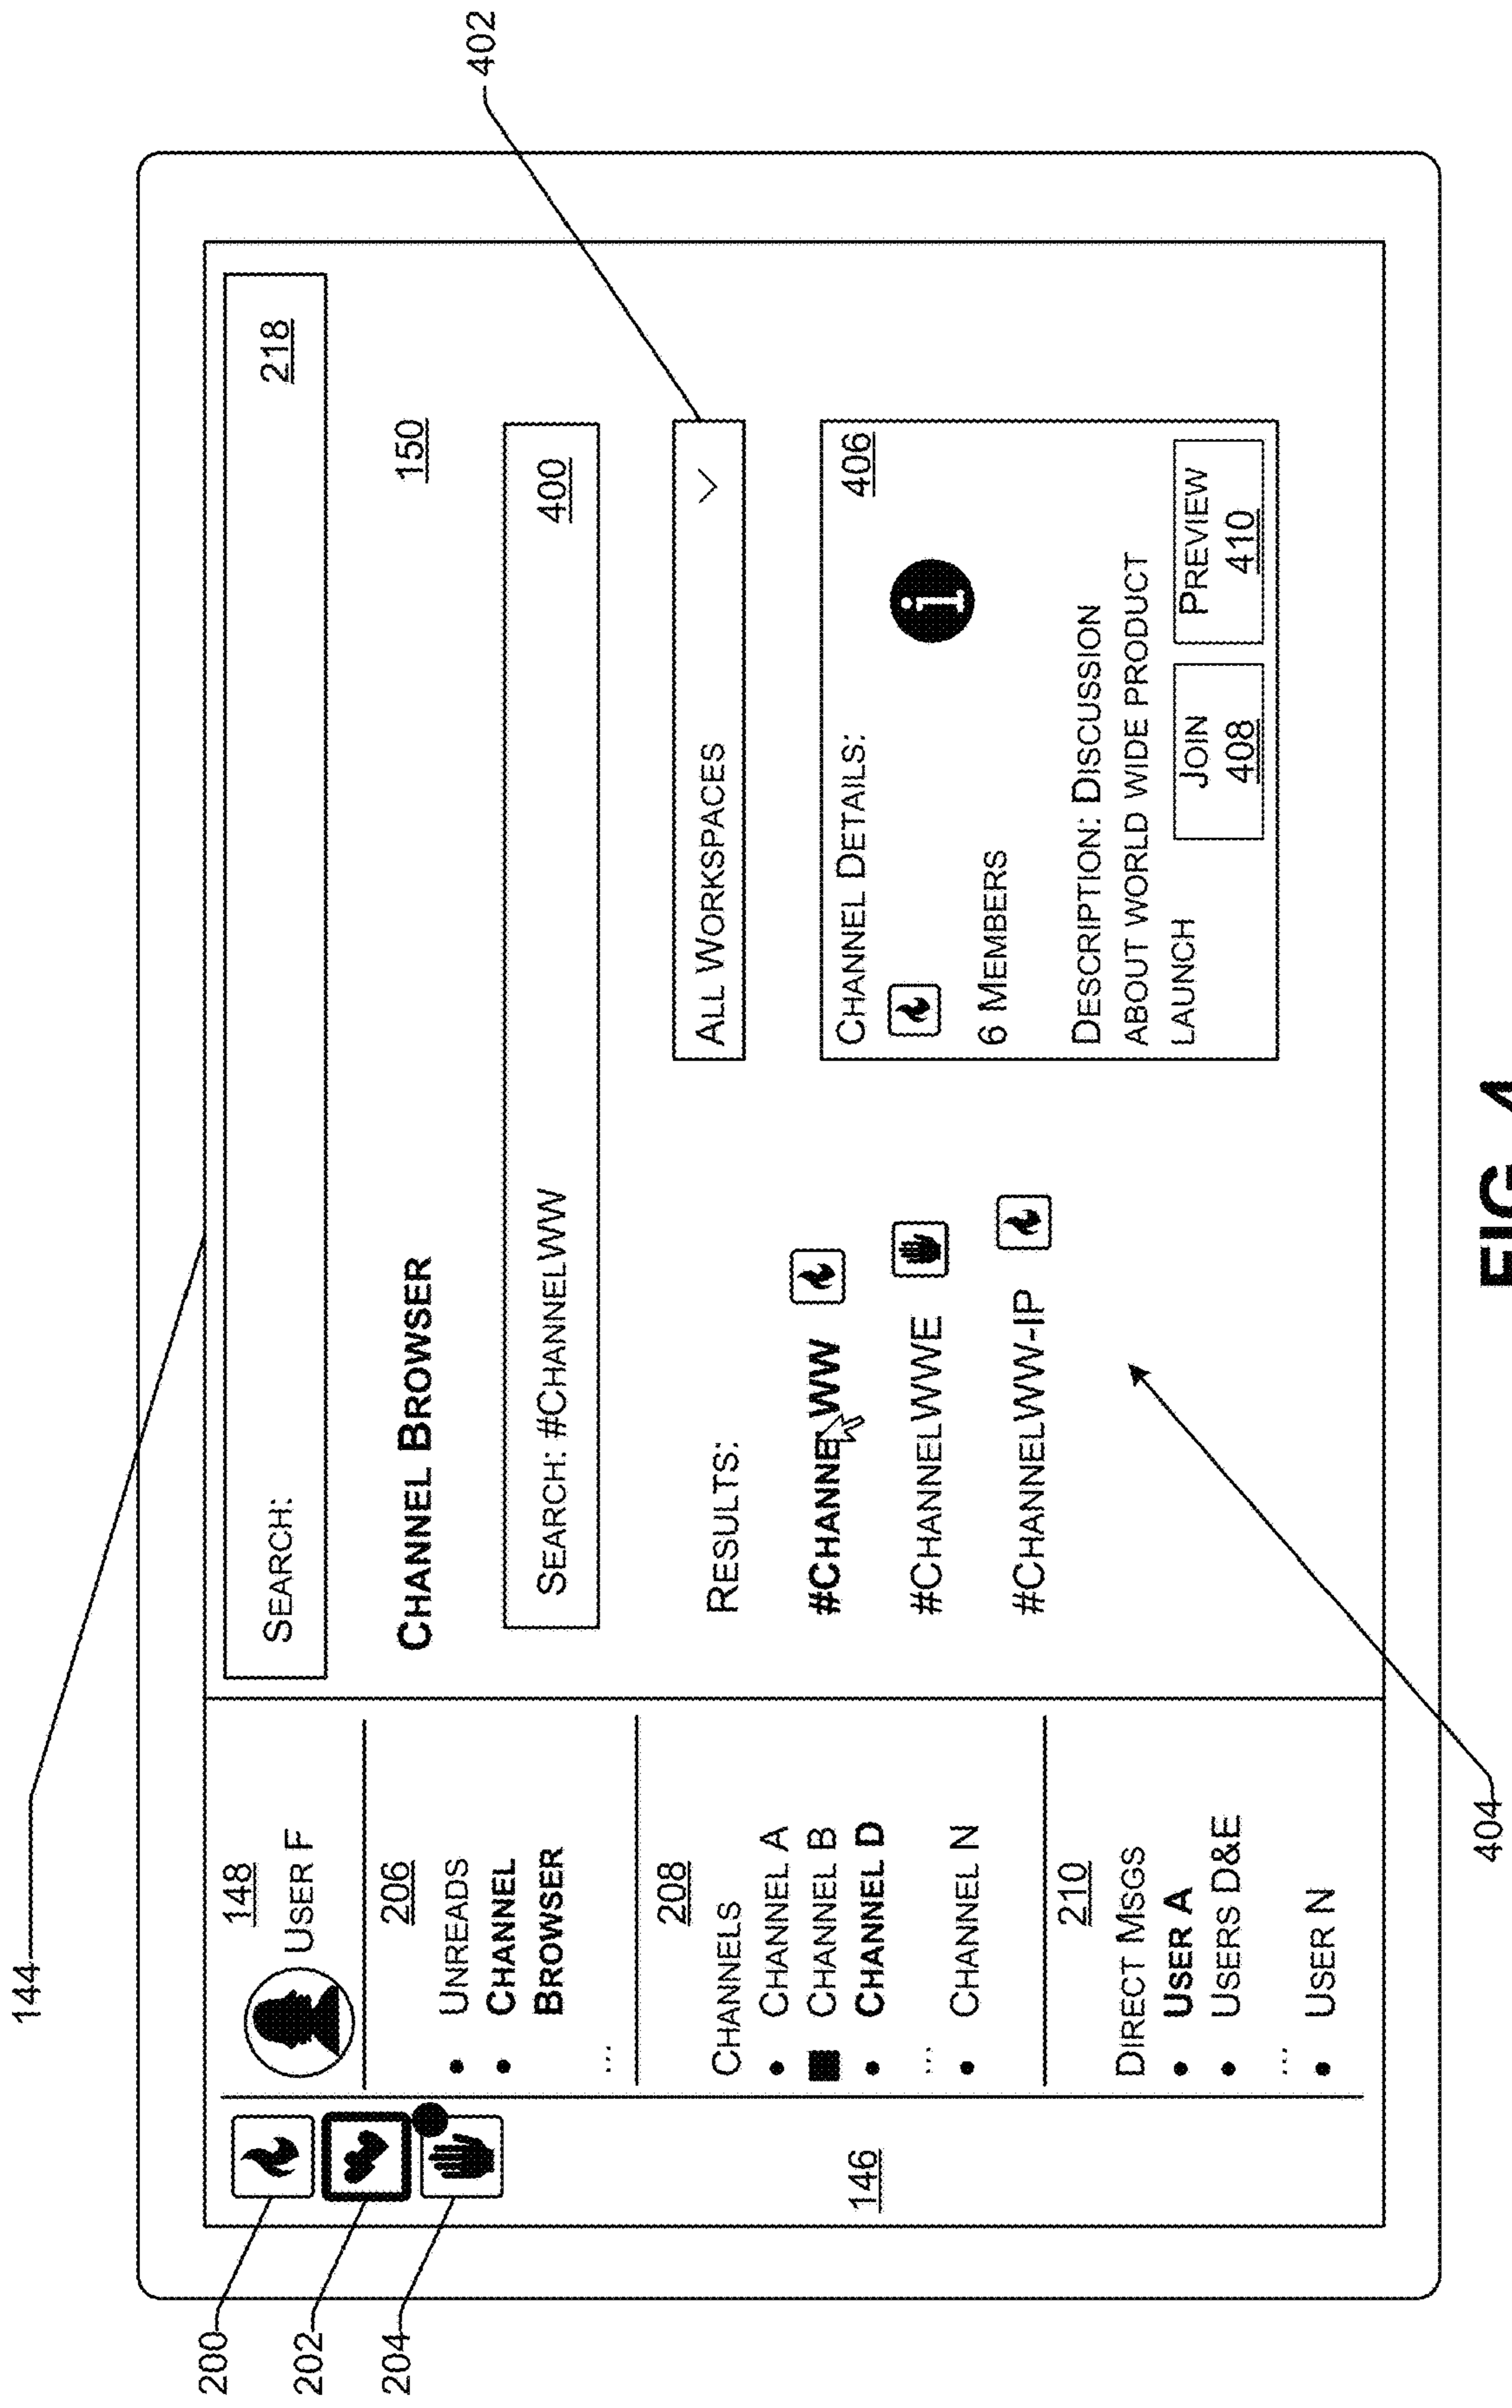 144
402
200
202
204
146
148
USER F
206
• UNREADS
• CHANNEL
BROWSER
...
208
CHANNELS
• CHANNEL A
■ CHANNEL B
• CHANNEL D
...
• CHANNEL N
210
DIRECT MSGS
• USER A
• USERS D&E
...
• USER N
SEARCH: 218
CHANNEL BROWSER 150
SEARCH: #CHANNELWW 400
ALL WORKSPACES
RESULTS:
#CHANNELWW
#CHANNELWWE
#CHANNELWW-IP
CHANNEL DETAILS: 406
i
6 MEMBERS
DESCRIPTION: DISCUSSION
ABOUT WORLD WIDE PRODUCT
LAUNCH
JOIN
408
PREVIEW
410
404
FIG. 4